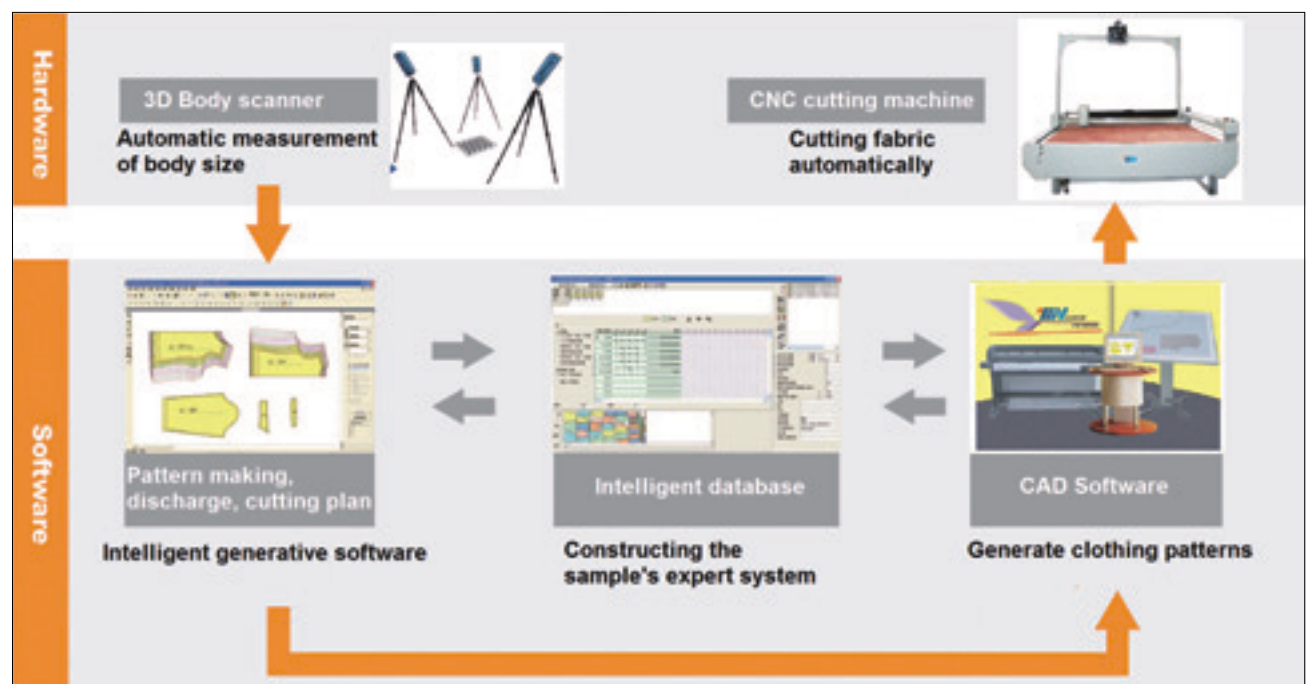 Hardware
3D Body scanner
Automatic measurement
of body size
CNC cutting machine
Cutting fabric
automatically
Software
Pattern making,
discharge, cutting plan
Intelligent generative software
Intelligent database
Constructing the
sample's expert system
CAD Software
Generate clothing patterns